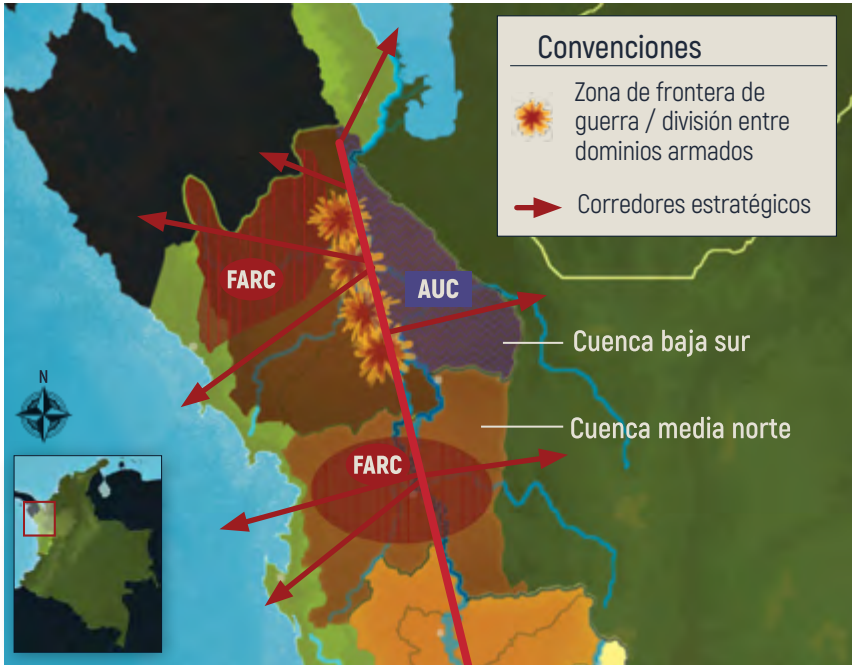 Convenciones
Zona de frontera de
guerra / división entre
dominios armados
Corredores estratégicos
FARC
AUC
Cuenca baja sur
Cuenca media norte
FARC
N